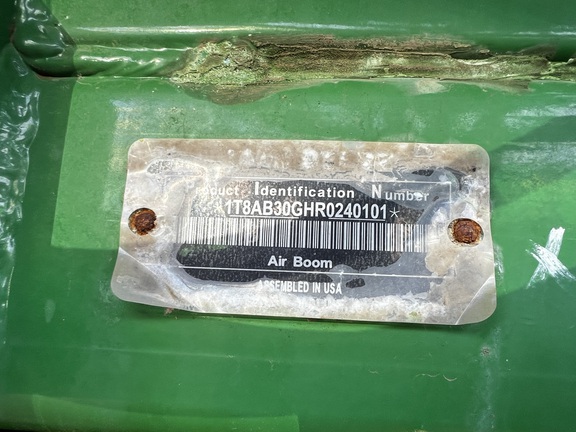 Product Identification Number
1T8AB30GHR0240101*
Air Boom
ASSEMBLED IN USA